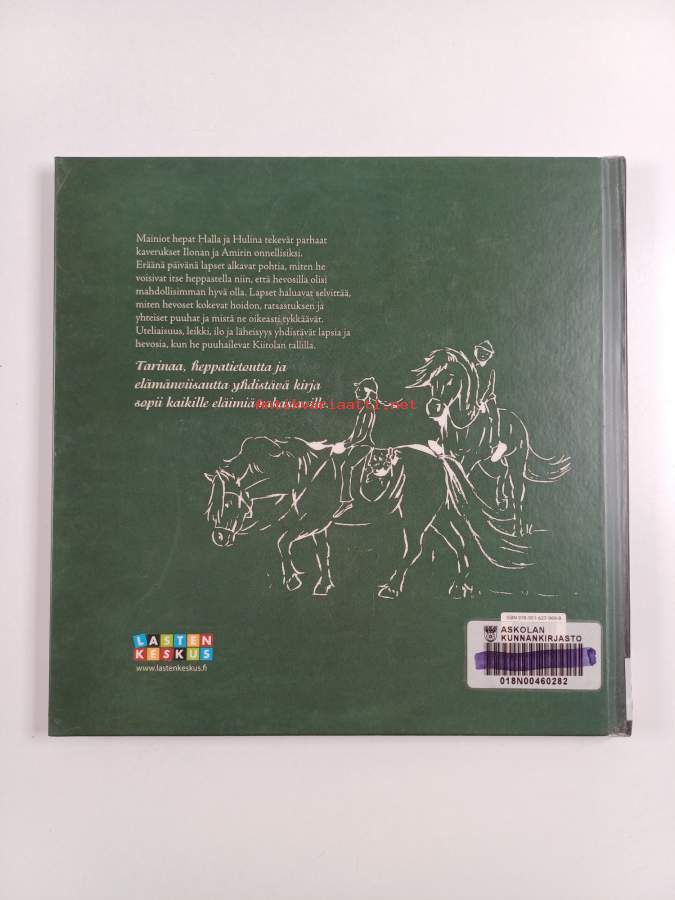 Mainiot hepat Halla ja Hulina tekevät parhaat
kaverukset Ilonan ja Amirin onnellisiksi.
Eräänä päivänä lapset alkavat pohtia, miten he
voisivat itse heppastella niin, että hevosilla olisi
mahdollisimman hyvä olla. Lapset haluavat selvittää,
miten hevoset kokevat hoidon, ratsastuksen ja
yhteiset puuhat ja mistä ne oikeasti tykkäävät.
Uteliaisuus, leikki, ilo ja läheisyys yhdistävät lapsia ja
hevosia, kun he puuhailevat Kiitolan tallilla.
Tarinaa, heppatietoutta ja
elämänviisautta yhdistävä kirja
sopii kaikille eläimiä
Antikvariaatti.net
LASTEN
KESKUS
www.lastenkeskus.fi
ASKOLAN
KUNNANKIRJASTO
018N00460282